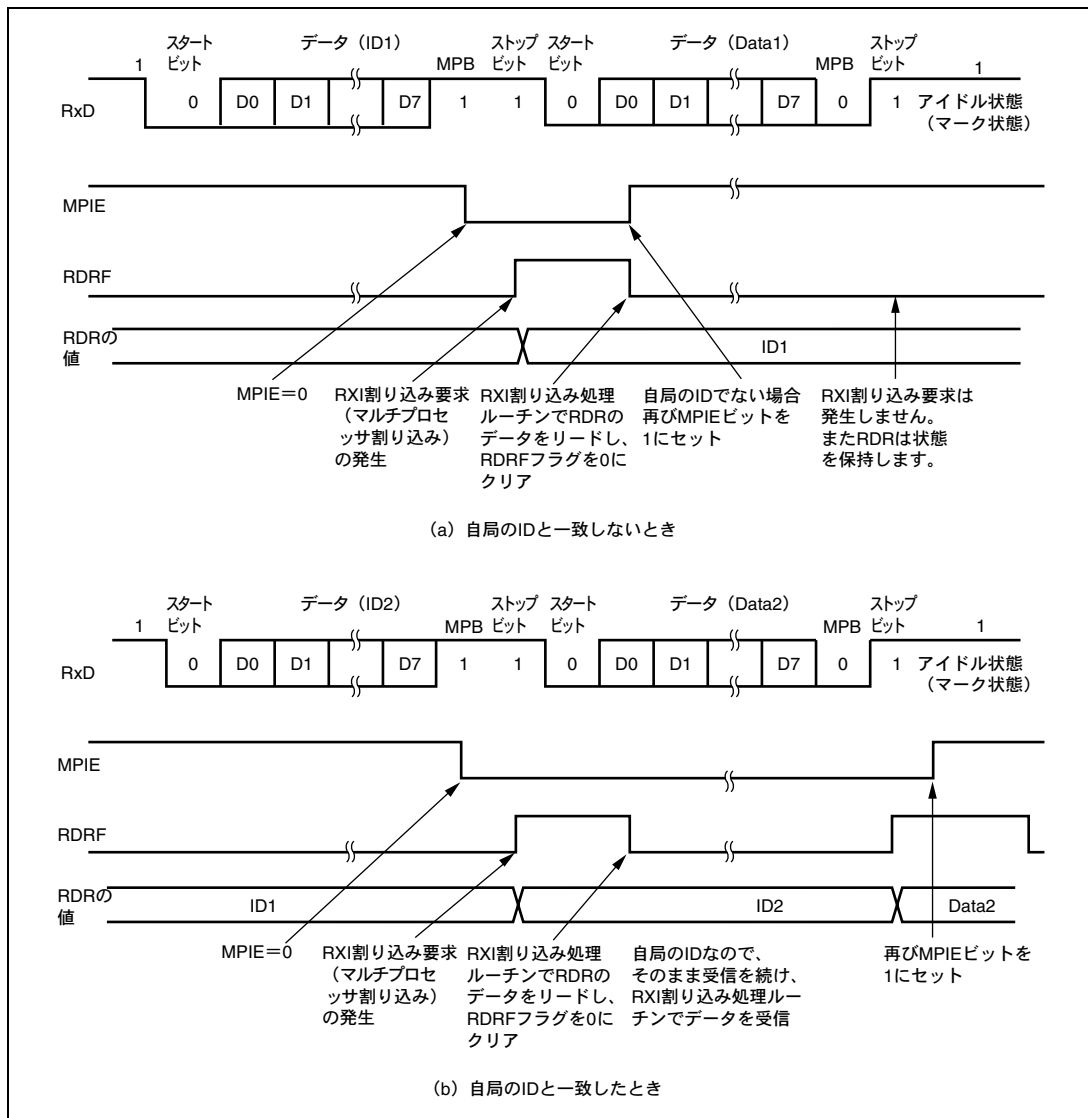 スタート
ビット
データ（ID1）
MPB
ストップ
ビット
スタート
ビット
データ（Data1）
MPB
ストップ
ビット
1
1
RxD
0
D0
D1
D7
1
1
0
D0
D1
D7
0
1
アイドル状態
（マーク状態）
MPIE
RDRF
RDRの
値
ID1
MPIE＝0
RXI割り込み要求
（マルチプロセ
ッサ割り込み）
の発生
RXI割り込み処理
ルーチンでRDRの
データをリードし、
RDRFフラグを0に
クリア
自局のIDでない場合
再びMPIEビットを
1にセット
RXI割り込み要求は
発生しません。
またRDRは状態
を保持します。
（a）自局のIDと一致しないとき
スタート
ビット
データ（ID2）
MPB
ストップ
ビット
スタート
ビット
データ（Data2）
MPB
ストップ
ビット
1
1
RxD
0
D0
D1
D7
1
1
0
D0
D1
D7
0
1
アイドル状態
（マーク状態）
MPIE
RDRF
RDRの
値
ID1
ID2
Data2
MPIE＝0
RXI割り込み要求
（マルチプロセ
ッサ割り込み）
の発生
RXI割り込み処理
ルーチンでRDRの
データをリードし、
RDRFフラグを0に
クリア
自局のIDなので、
そのまま受信を続け、
RXI割り込み処理ルー
チンでデータを受信
再びMPIEビットを
1にセット
（b）自局のIDと一致したとき